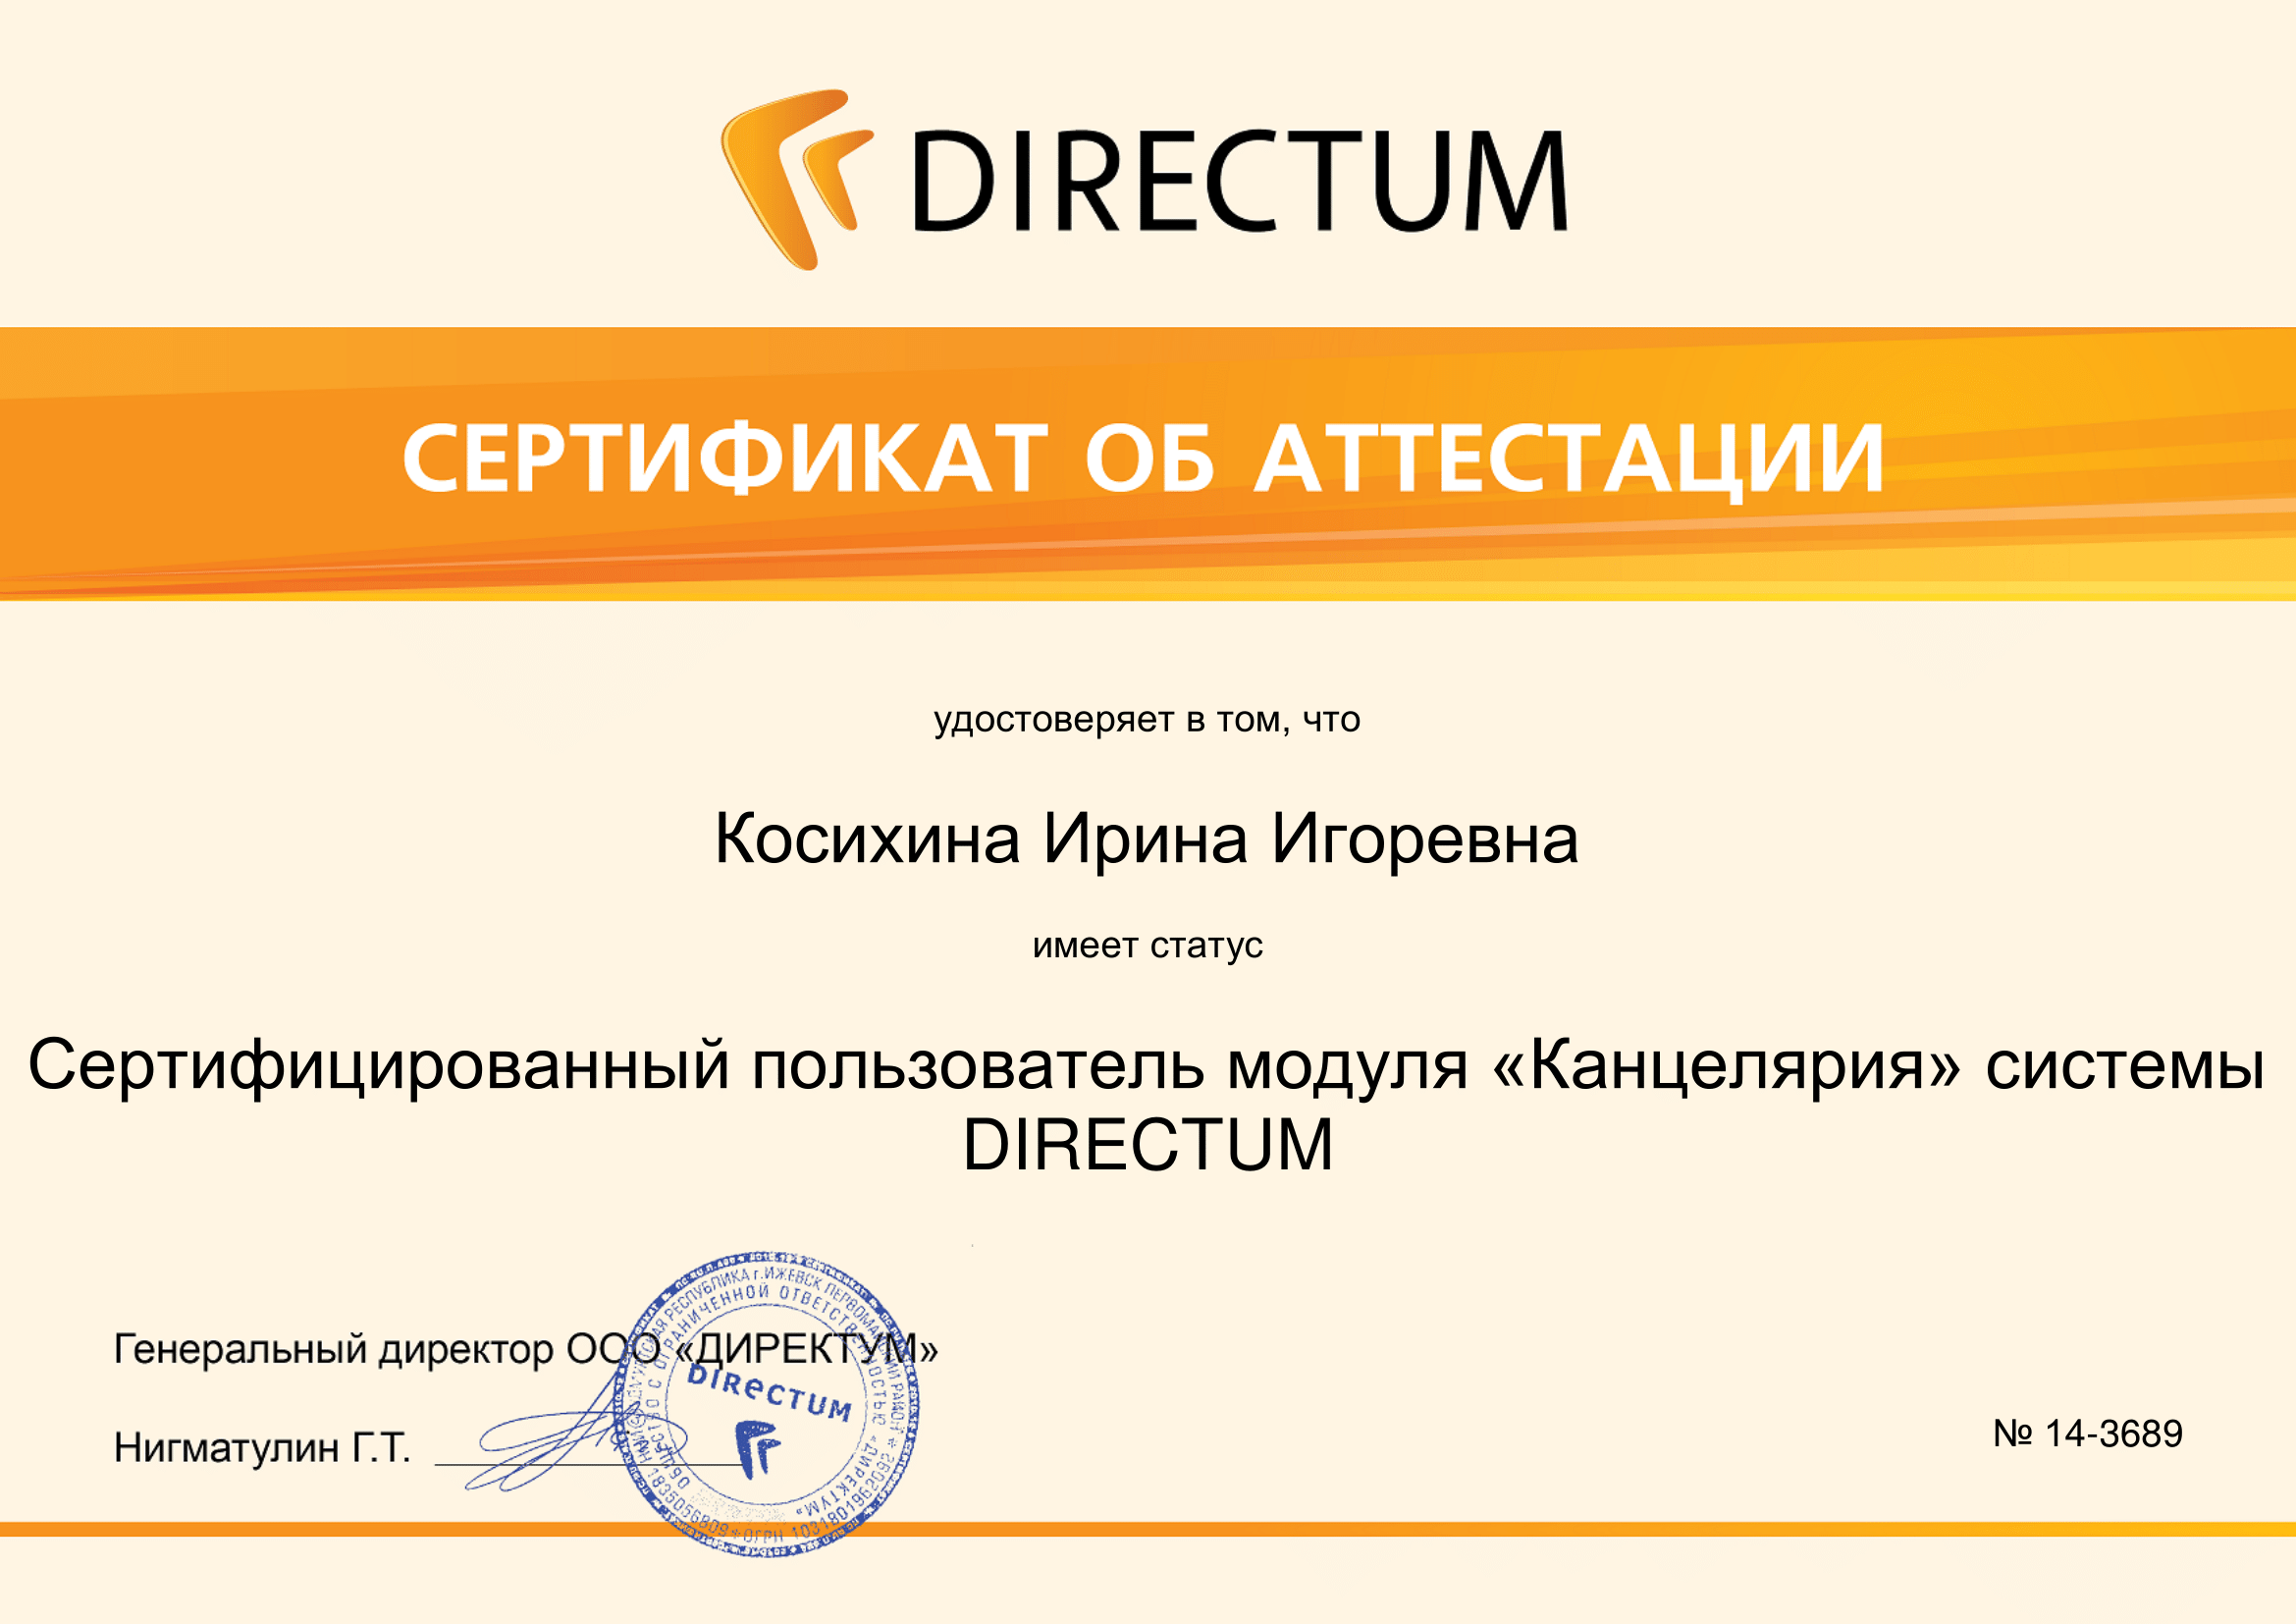 DIRECTUM
СЕРТИФИКАТ ОБ АТТЕСТАЦИИ
удостоверяет в том, что
Косихина Ирина Игоревна
имеет статус
Сертифицированный пользователь модуля «Канцелярия» системы
DIRECTUM
Генеральный директор ООО «ДИРЕКТУМ»
Нигматулин Г.Т.
РЕСПУБЛИКА г.ИЖЕВСК ПЕРВОМАЙСКИЙ РАЙОН * ОГРН 1031801962092 * ИНН 1835056809
ОБЩЕСТВО С ОГРАНИЧЕННОЙ ОТВЕТСТВЕННОСТЬЮ «ДИРЕКТУМ»
DIRECTUM
№ 14-3689